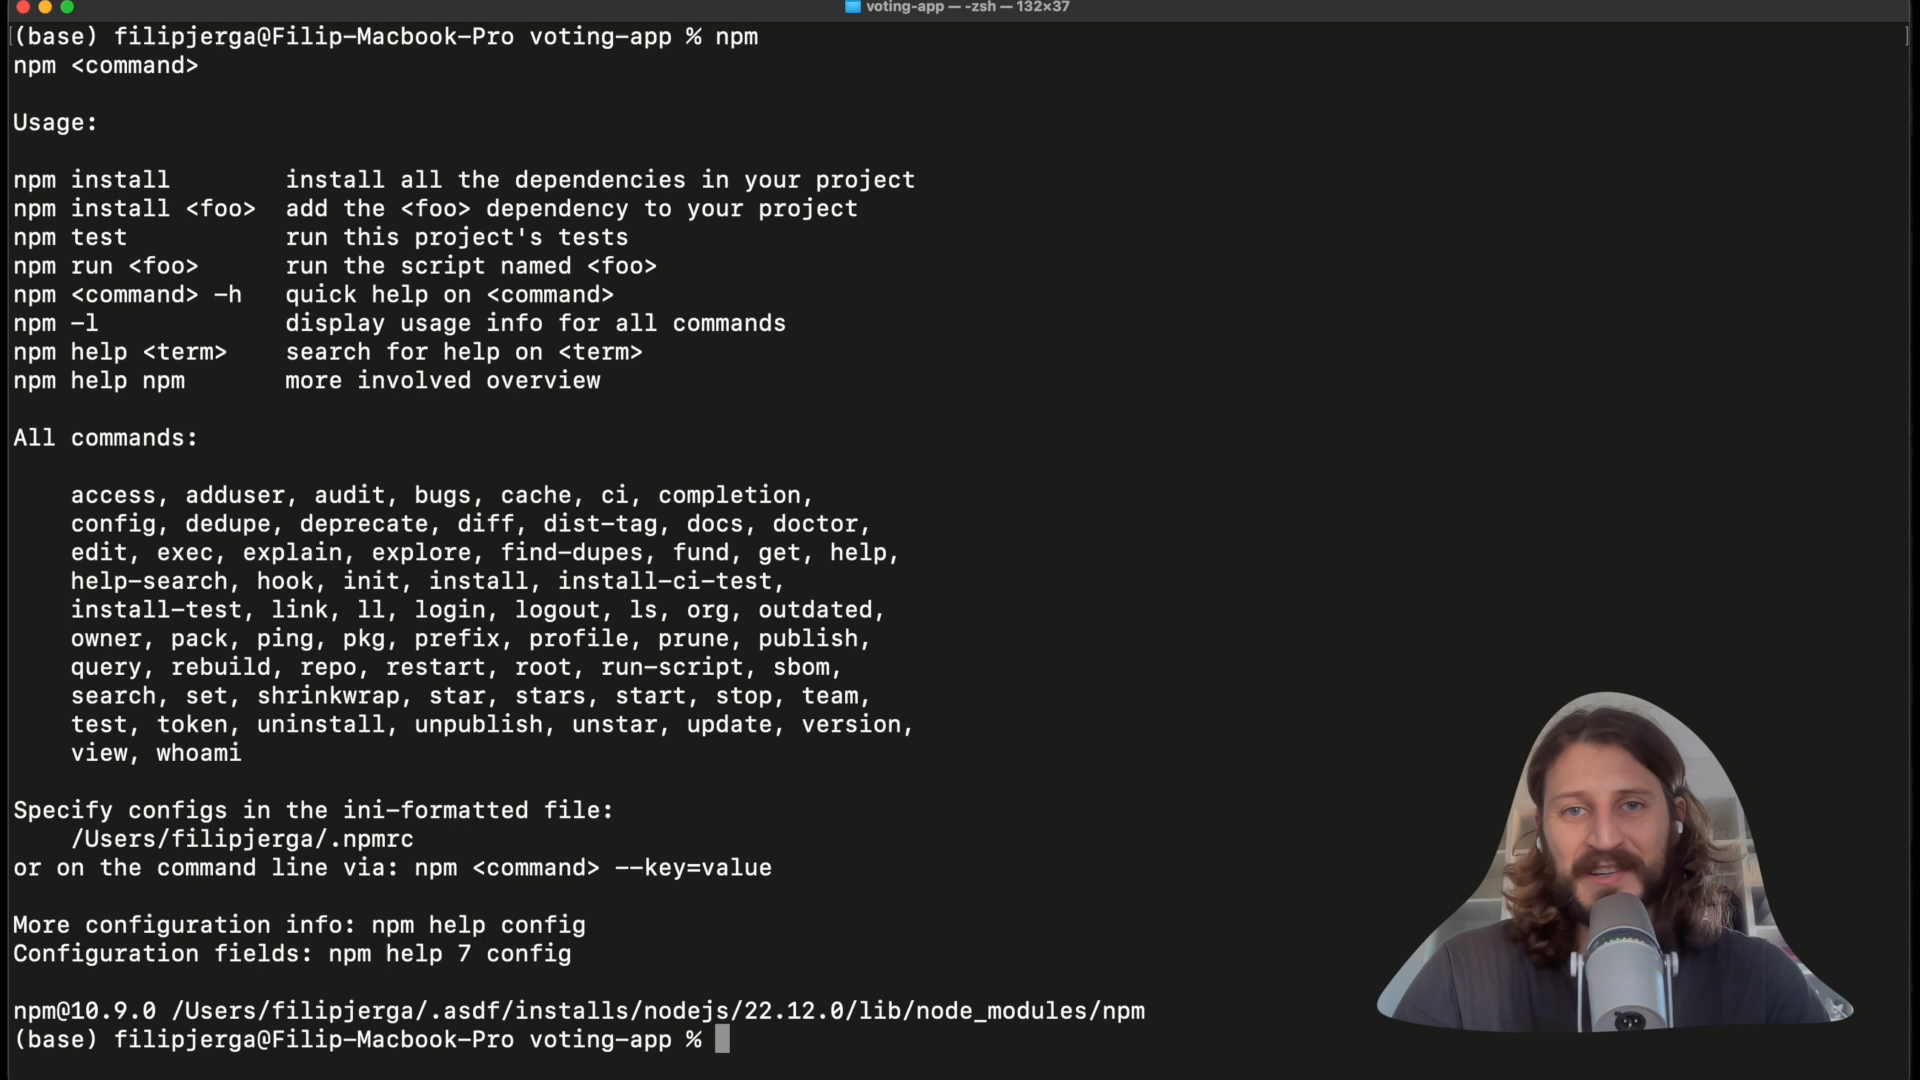 voting-app — -zsh — 132×37
(base) filipjerga@Filip-Macbook-Pro voting-app % npm
npm <command>
Usage:
npm install        install all the dependencies in your project
npm install <foo>  add the <foo> dependency to your project
npm test           run this project's tests
npm run <foo>      run the script named <foo>
npm <command> -h   quick help on <command>
npm -l             display usage info for all commands
npm help <term>    search for help on <term>
npm help npm       more involved overview
All commands:
access, adduser, audit, bugs, cache, ci, completion,
config, dedupe, deprecate, diff, dist-tag, docs, doctor,
edit, exec, explain, explore, find-dupes, fund, get, help,
help-search, hook, init, install, install-ci-test,
install-test, link, ll, login, logout, ls, org, outdated,
owner, pack, ping, pkg, prefix, profile, prune, publish,
query, rebuild, repo, restart, root, run-script, sbom,
search, set, shrinkwrap, star, stars, start, stop, team,
test, token, uninstall, unpublish, unstar, update, version,
view, whoami
Specify configs in the ini-formatted file:
/Users/filipjerga/.npmrc
or on the command line via: npm <command> --key=value
More configuration info: npm help config
Configuration fields: npm help 7 config
npm@10.9.0 /Users/filipjerga/.asdf/installs/nodejs/22.12.0/lib/node_modules/npm
(base) filipjerga@Filip-Macbook-Pro voting-app %